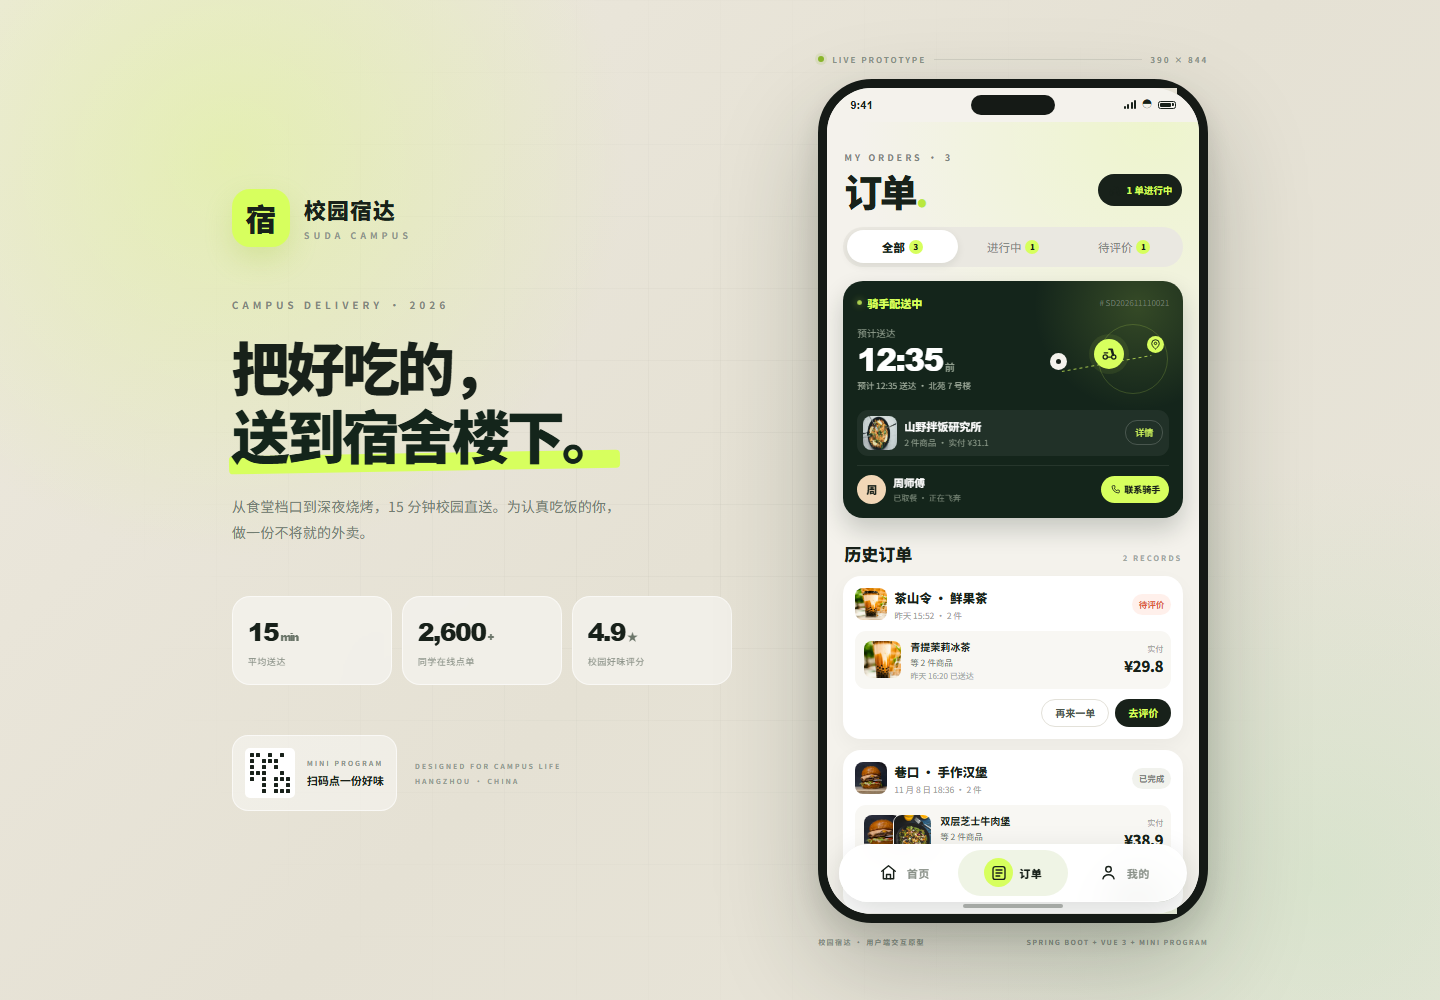 宿
校园宿达
SUDA CAMPUS
CAMPUS DELIVERY · 2026
把好吃的，
送到宿舍楼下。
从食堂档口到深夜烧烤，15 分钟校园直送。为认真吃饭的你，
做一份不将就的外卖。
15 min
平均送达
2,600+
同学在线点单
4.9★
校园好味评分
MINI PROGRAM
扫码点一份好味
DESIGNED FOR CAMPUS LIFE
HANGZHOU · CHINA
LIVE PROTOTYPE
390 × 844
9:41
MY ORDERS · 3
订单.
1 单进行中
全部 3
进行中 1
待评价 1
骑手配送中
# SD202611110021
预计送达
12:35 前
预计 12:35 送达 · 北苑 7 号楼
山野拌饭研究所
2 件商品 · 实付 ¥31.1
详情
周
周师傅
已取餐 · 正在飞奔
联系骑手
历史订单
2 RECORDS
茶山令 · 鲜果茶
昨天 15:52 · 2 件
待评价
青提茉莉冰茶
等 2 件商品
昨天 16:20 已送达
实付
¥29.8
再来一单
去评价
巷口 · 手作汉堡
11 月 8 日 18:36 · 2 件
已完成
双层芝士牛肉堡
等 2 件商品
实付
¥38.9
首页
订单
我的
校园宿达 · 用户端交互原型
SPRING BOOT + VUE 3 + MINI PROGRAM